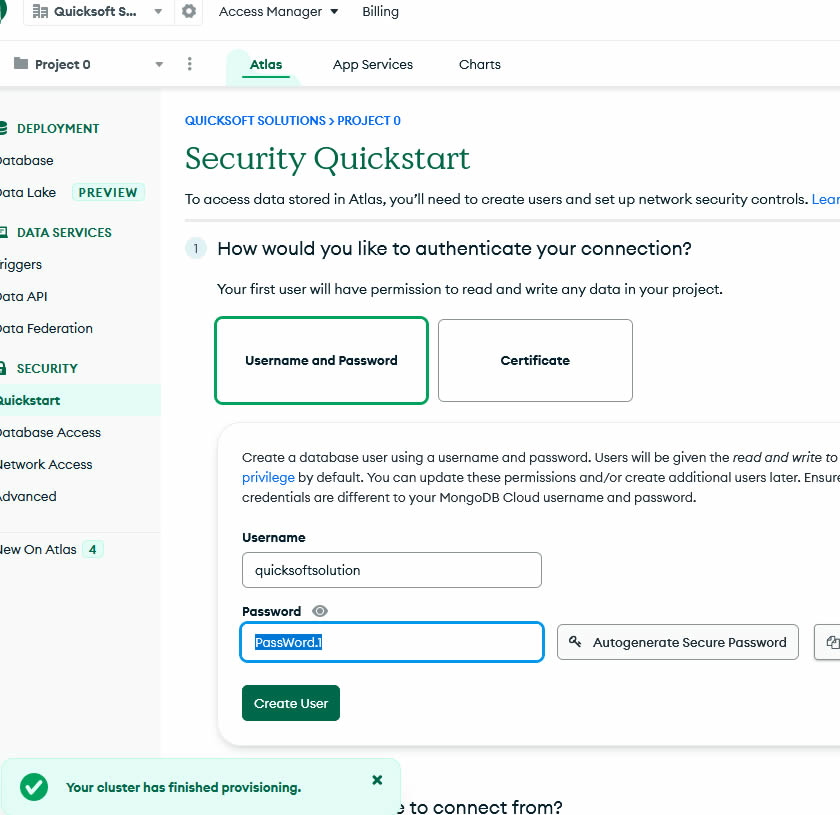 Quicksoft S... Access Manager Billing
Project 0 Atlas App Services Charts
DEPLOYMENT
Database
Data Lake PREVIEW
DATA SERVICES
Triggers
Data API
Data Federation
SECURITY
Quickstart
Database Access
Network Access
Advanced
New On Atlas 4
QUICKSOFT SOLUTIONS > PROJECT 0
Security Quickstart
To access data stored in Atlas, you’ll need to create users and set up network security controls. Lear
1 How would you like to authenticate your connection?
Your first user will have permission to read and write any data in your project.
Username and Password Certificate
Create a database user using a username and password. Users will be given the read and write to
privilege by default. You can update these permissions and/or create additional users later. Ensure
credentials are different to your MongoDB Cloud username and password.
Username
quicksoftsolution
Password
PassWord.1 Autogenerate Secure Password
Create User
Your cluster has finished provisioning.
e to connect from?